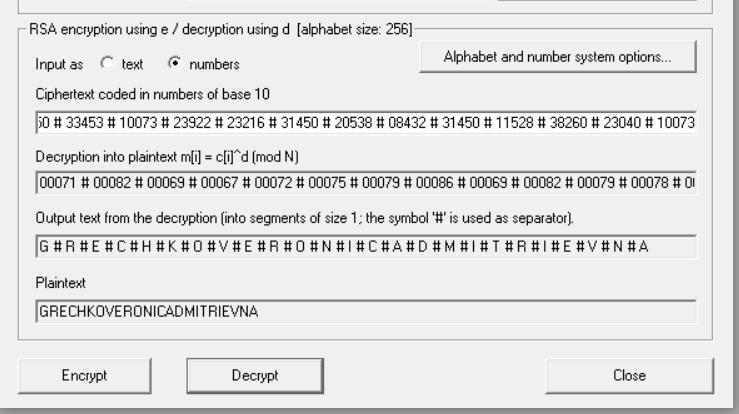 RSA encryption using e / decryption using d [alphabet size: 256]
Input as text numbers
Alphabet and number system options...
Ciphertext coded in numbers of base 10
# 33453 # 10073 # 23922 # 23216 # 31450 # 20538 # 08432 # 31450 # 11528 # 38260 # 23040 # 10073
Decryption into plaintext m[i] = c[i]^d (mod N)
00071 # 00082 # 00069 # 00067 # 00072 # 00075 # 00079 # 00086 # 00069 # 00082 # 00079 # 00078 #
Output text from the decryption (into segments of size 1; the symbol '#' is used as separator).
G # R # E # C # H # K # O # V # E # R # O # N # I # C # A # D # M # I # T # R # I # E # V # N # A
Plaintext
GRECHKOVERONICADMITRIEVNA
Encrypt Decrypt Close